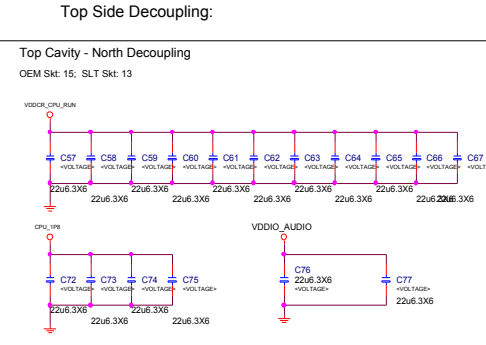 Top Side Decoupling:
Top Cavity - North Decoupling
OEM Skt: 15; SLT Skt: 13
VDDCR_CPU_RUN
C57 C58 C59 C60 C61 C62 C63 C64 C65 C66 C67
<VOLTAGE> <VOLTAGE> <VOLTAGE> <VOLTAGE> <VOLTAGE> <VOLTAGE> <VOLTAGE> <VOLTAGE> <VOLTAGE> <VOLTAGE> <VOLT
22u6.3X6 22u6.3X6 22u6.3X6 22u6.3X6 22u6.3X6
22u6.3X6 22u6.3X6 22u6.3X6 22u6.3X6 22u6.3X6
CPU_1P8
VDDIO_AUDIO
C72 C73 C74 C75
<VOLTAGE> <VOLTAGE> <VOLTAGE> <VOLTAGE>
22u6.3X6 22u6.3X6
22u6.3X6 22u6.3X6
C76
22u6.3X6
<VOLTAGE>
C77
<VOLTAGE>
22u6.3X6